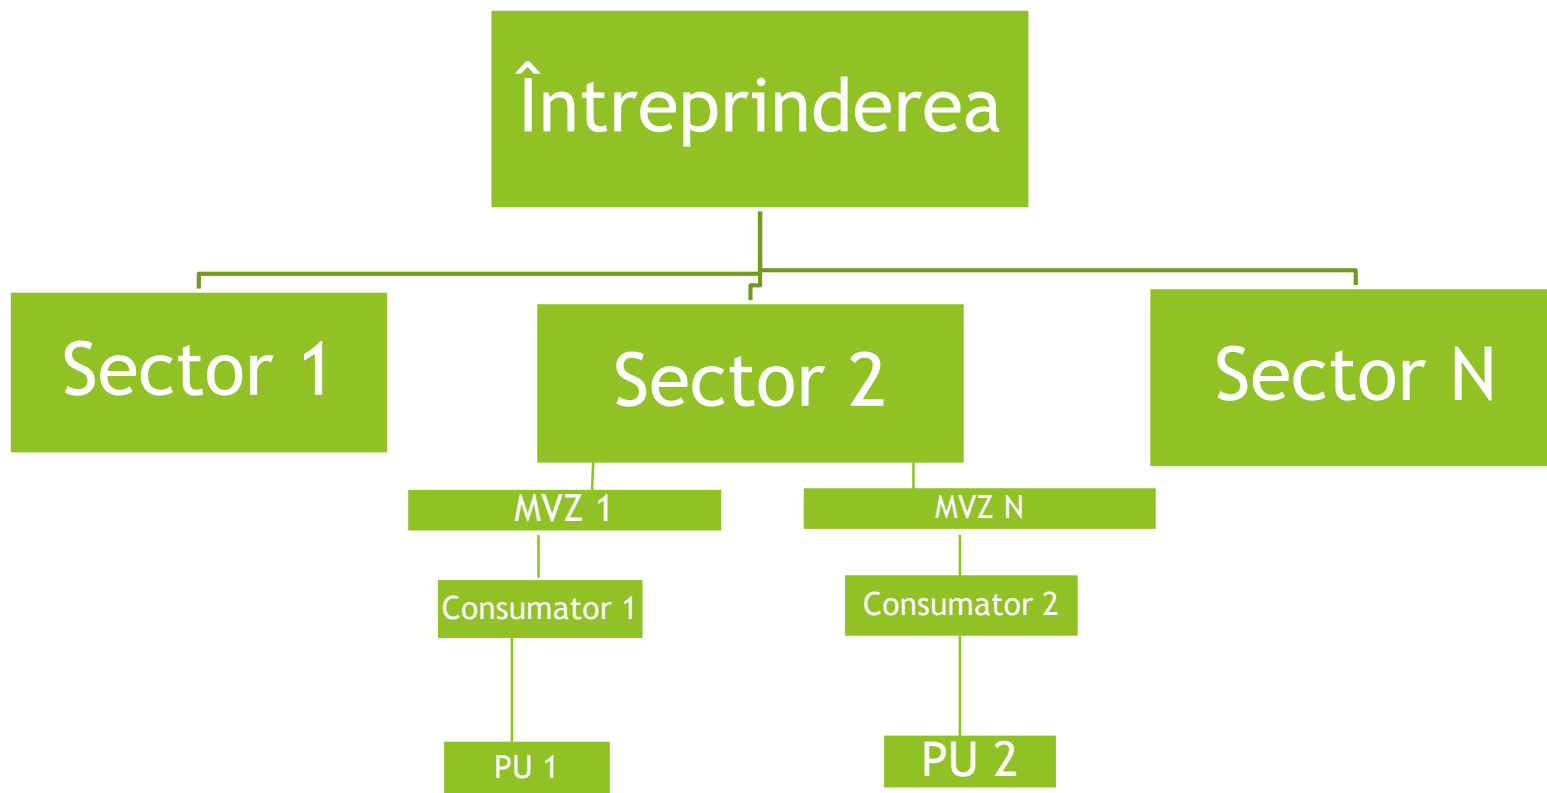 Întreprinderea
Sector 1
Sector 2
Sector N
MVZ 1
MVZ N
Consumator 1
Consumator 2
PU 1
PU 2